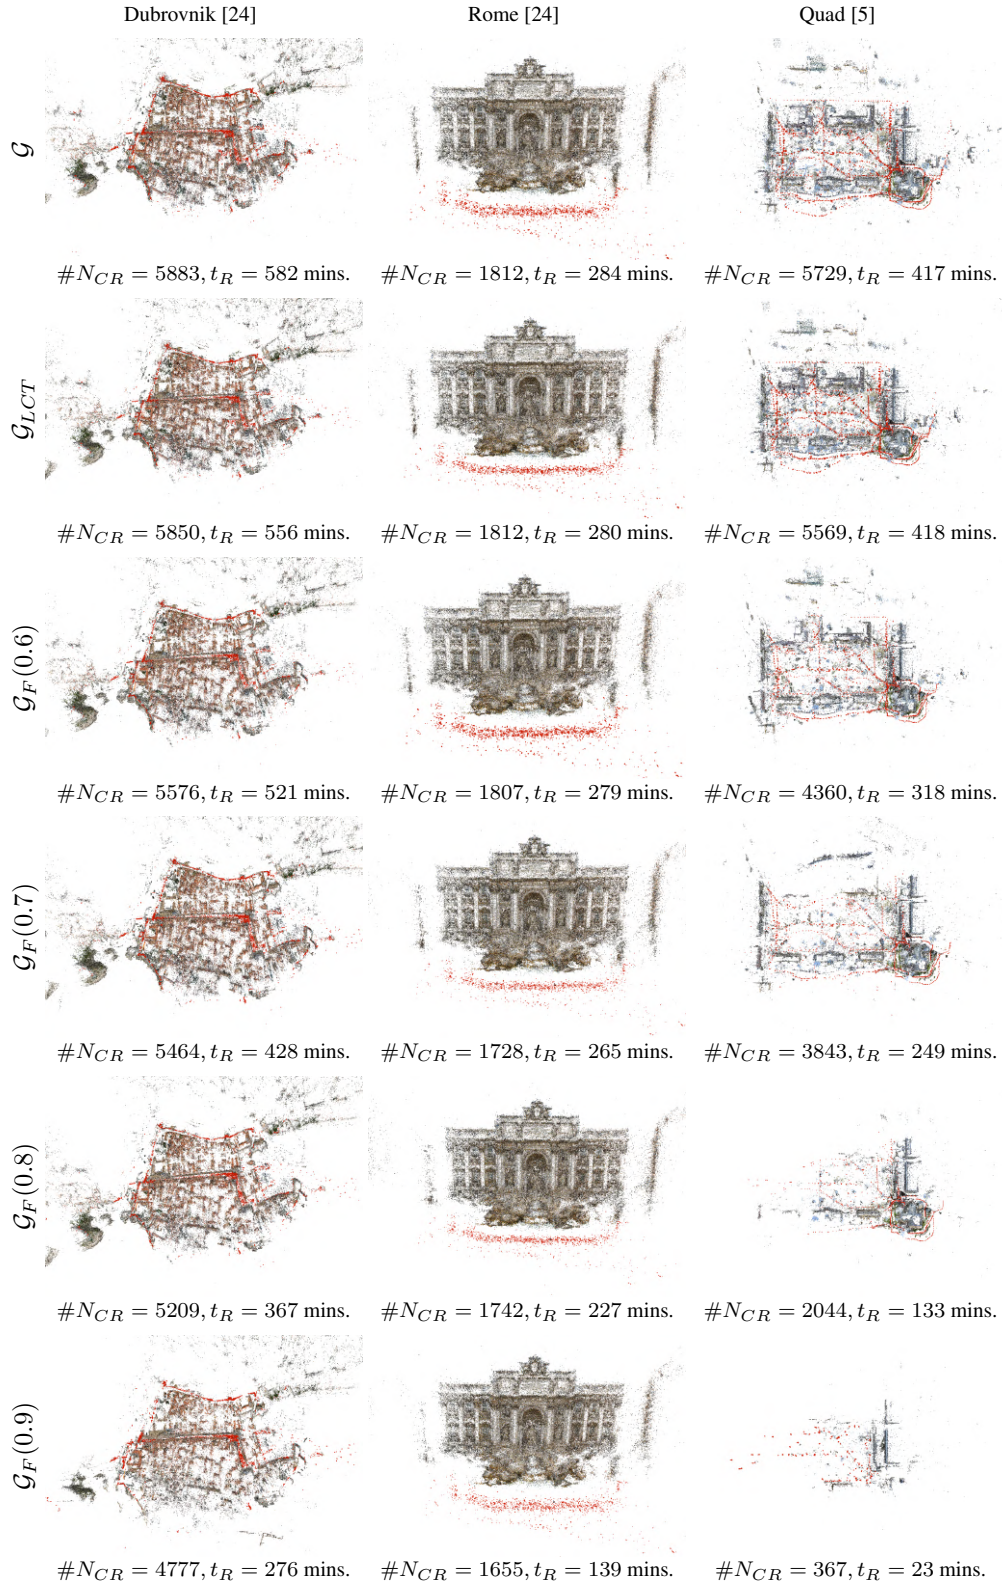 Dubrovnik [24] Rome [24] Quad [5]
𝒢
#N_{CR} = 5883, t_R = 582 mins. #N_{CR} = 1812, t_R = 284 mins. #N_{CR} = 5729, t_R = 417 mins.
𝒢_{LCT}
#N_{CR} = 5850, t_R = 556 mins. #N_{CR} = 1812, t_R = 280 mins. #N_{CR} = 5569, t_R = 418 mins.
𝒢_F(0.6)
#N_{CR} = 5576, t_R = 521 mins. #N_{CR} = 1807, t_R = 279 mins. #N_{CR} = 4360, t_R = 318 mins.
𝒢_F(0.7)
#N_{CR} = 5464, t_R = 428 mins. #N_{CR} = 1728, t_R = 265 mins. #N_{CR} = 3843, t_R = 249 mins.
𝒢_F(0.8)
#N_{CR} = 5209, t_R = 367 mins. #N_{CR} = 1742, t_R = 227 mins. #N_{CR} = 2044, t_R = 133 mins.
𝒢_F(0.9)
#N_{CR} = 4777, t_R = 276 mins. #N_{CR} = 1655, t_R = 139 mins. #N_{CR} = 367, t_R = 23 mins.